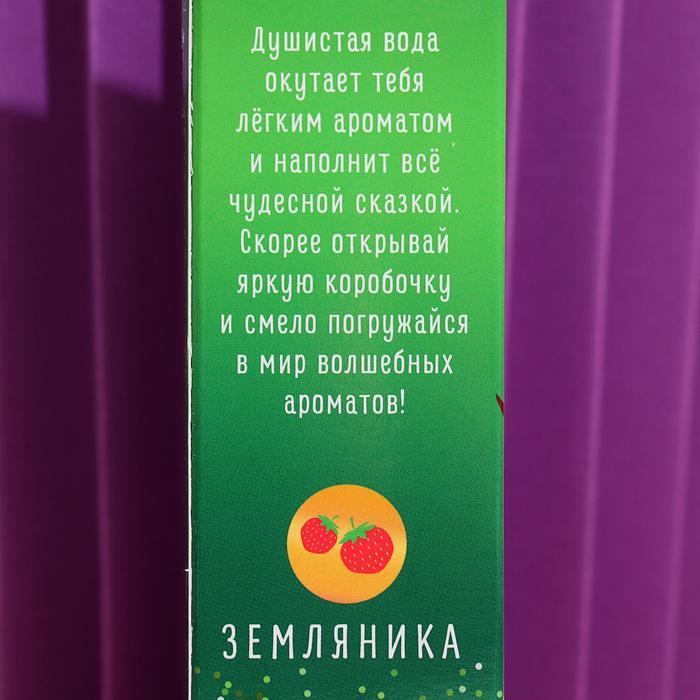 Душистая вода
окутает тебя
лёгким ароматом
и наполнит всё
чудесной сказкой.
Скорее открывай
яркую коробочку
и смело погружайся
в мир волшебных
ароматов!
ЗЕМЛЯНИКА